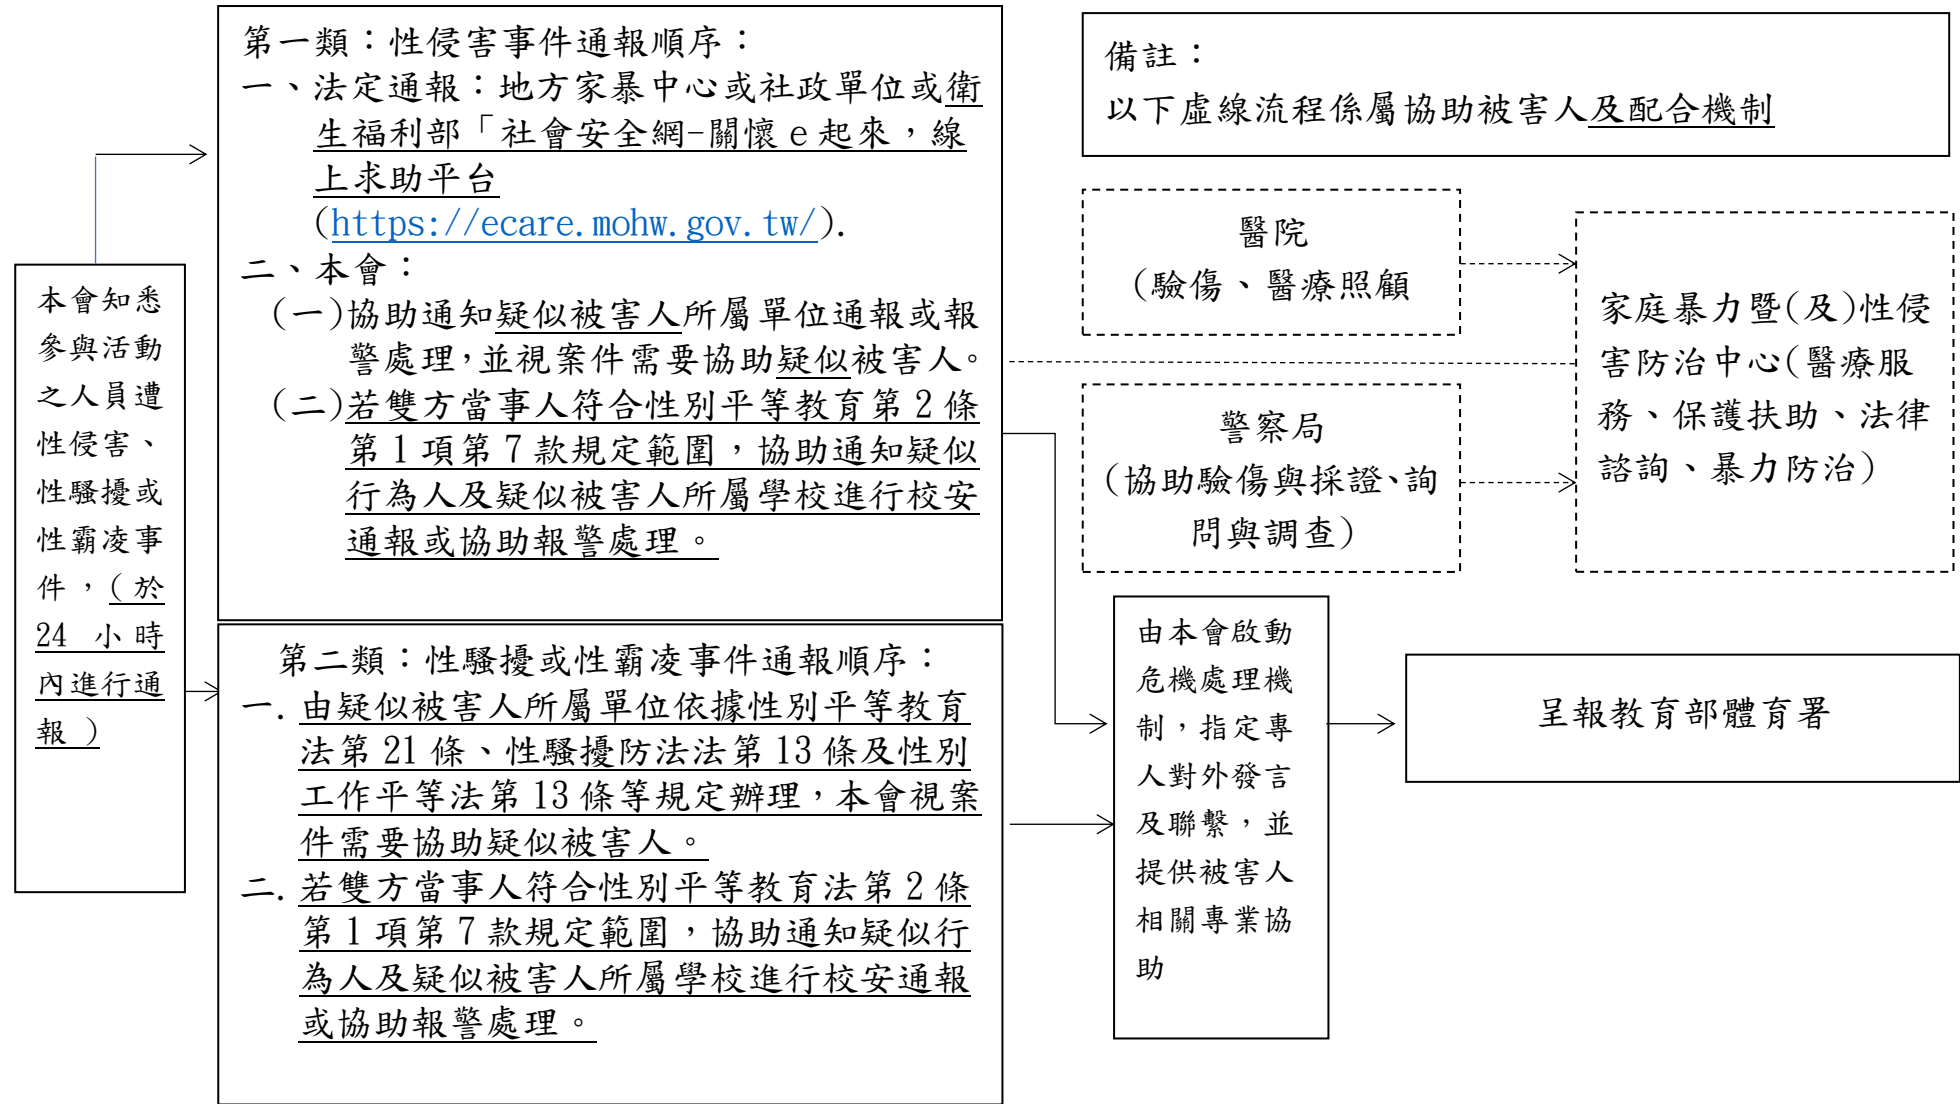 本會知悉
參與活動
之人員遭
性侵害、
性騷擾或
性霸凌事
件，(於
24 小時
內進行通
報 )
第一類：性侵害事件通報順序：
一、法定通報：地方家暴中心或社政單位或衛
生福利部「社會安全網-關懷 e 起來，線
上求助平台
(https://ecare.mohw.gov.tw/).
二、本會：
(一)協助通知疑似被害人所屬單位通報或報
警處理，並視案件需要協助疑似被害人。
(二)若雙方當事人符合性別平等教育第 2 條
第 1 項第 7 款規定範圍，協助通知疑似
行為人及疑似被害人所屬學校進行校安
通報或協助報警處理。
第二類：性騷擾或性霸凌事件通報順序：
一. 由疑似被害人所屬單位依據性別平等教育
法第 21 條、性騷擾防法法第 13 條及性別
工作平等法第 13 條等規定辦理，本會視案
件需要協助疑似被害人。
二. 若雙方當事人符合性別平等教育法第 2 條
第 1 項第 7 款規定範圍，協助通知疑似行
為人及疑似被害人所屬學校進行校安通報
或協助報警處理。
備註：
以下虛線流程係屬協助被害人及配合機制
醫院
(驗傷、醫療照顧
警察局
(協助驗傷與採證、詢
問與調查)
家庭暴力暨(及)性侵
害防治中心(醫療服
務、保護扶助、法律
諮詢、暴力防治)
由本會啟動
危機處理機
制，指定專
人對外發言
及聯繫，並
提供被害人
相關專業協
助
呈報教育部體育署